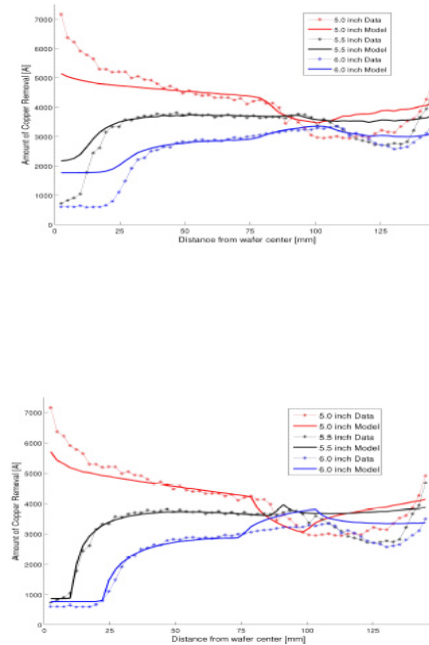 5.0 inch Data
5.0 inch Model
5.5 inch Data
5.5 inch Model
6.0 inch Data
6.0 inch Model
7000
6000
5000
4000
3000
2000
1000
0
Amount of Copper Removal [A]
0 25 50 75 100 125
Distance from wafer center [mm]
5.0 inch Data
5.0 inch Model
5.5 inch Data
5.5 inch Model
6.0 inch Data
6.0 inch Model
7000
6000
5000
4000
3000
2000
1000
0
Amount of Copper Removal [A]
0 25 50 75 100 125
Distance from wafer center [mm]